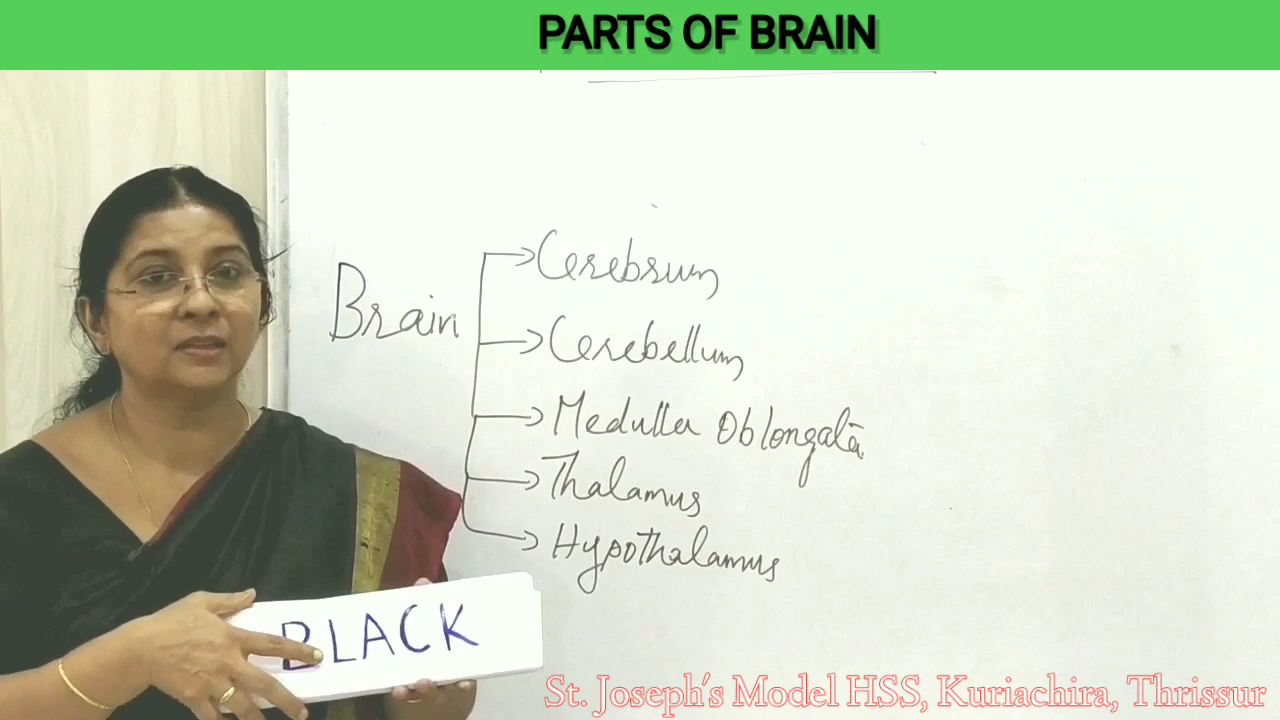 PARTS OF BRAIN
Brain
Cerebrum
Cerebellum
Medulla Oblongata
Thalamus
Hypothalamus
BLACK
St. Joseph's Model HSS, Kuriachira, Thrissur